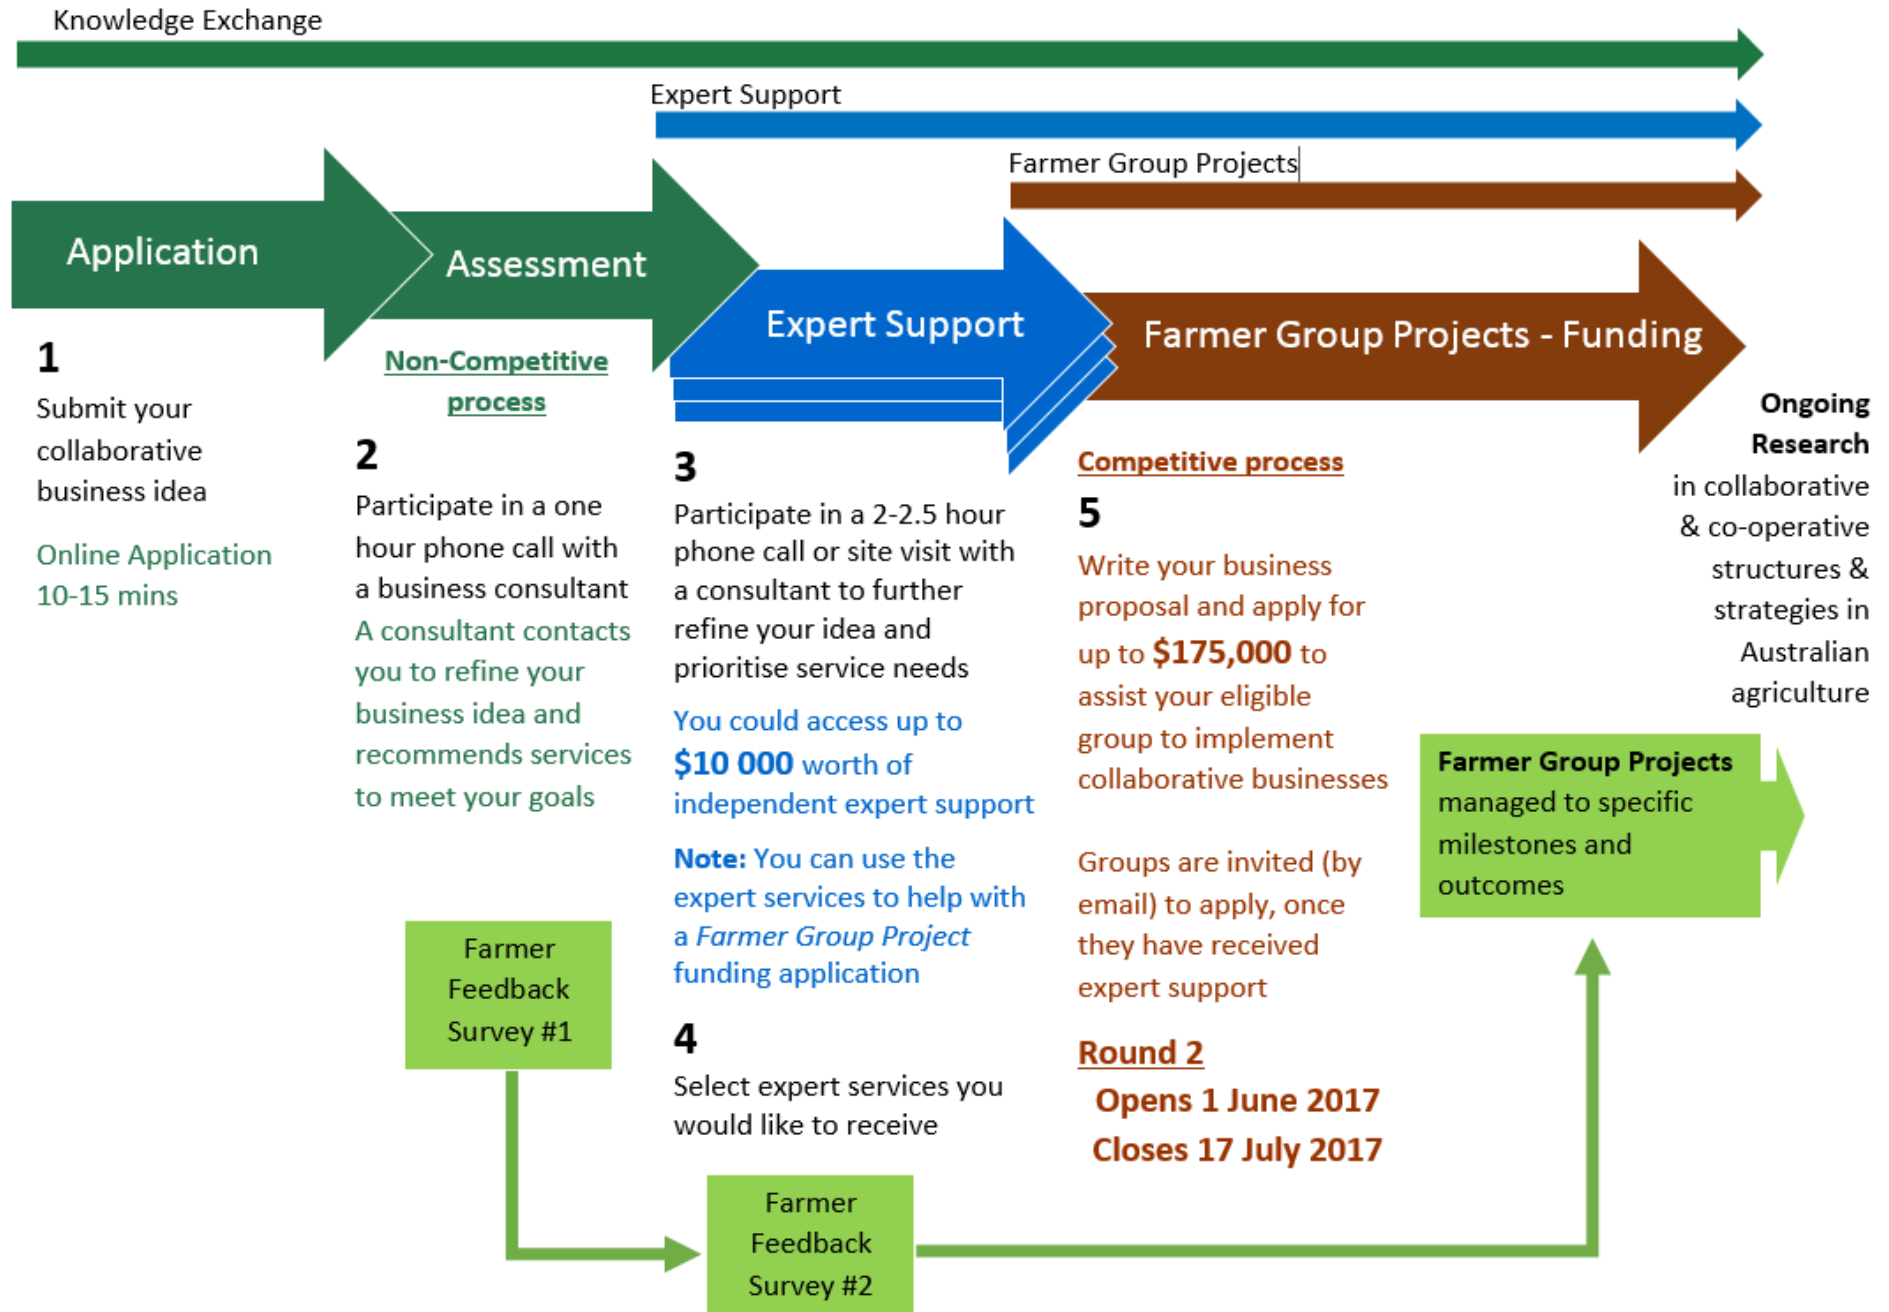 Knowledge Exchange
Expert Support
Farmer Group Projects
Application
Assessment
Expert Support
Farmer Group Projects - Funding
1
Submit your
collaborative
business idea
Online Application
10-15 mins
Non-Competitive
process
2
Participate in a one
hour phone call with
a business consultant
A consultant contacts
you to refine your
business idea and
recommends services
to meet your goals
Farmer
Feedback
Survey #1
3
Participate in a 2-2.5 hour
phone call or site visit with
a consultant to further
refine your idea and
prioritise service needs
You could access up to
$10 000 worth of
independent expert support
Note: You can use the
expert services to help with
a Farmer Group Project
funding application
4
Select expert services you
would like to receive
Farmer
Feedback
Survey #2
Competitive process
5
Write your business
proposal and apply for
up to $175,000 to
assist your eligible
group to implement
collaborative businesses
Groups are invited (by
email) to apply, once
they have received
expert support
Round 2
Opens 1 June 2017
Closes 17 July 2017
Ongoing
Research
in collaborative
& co-operative
structures &
strategies in
Australian
agriculture
Farmer Group Projects
managed to specific
milestones and
outcomes